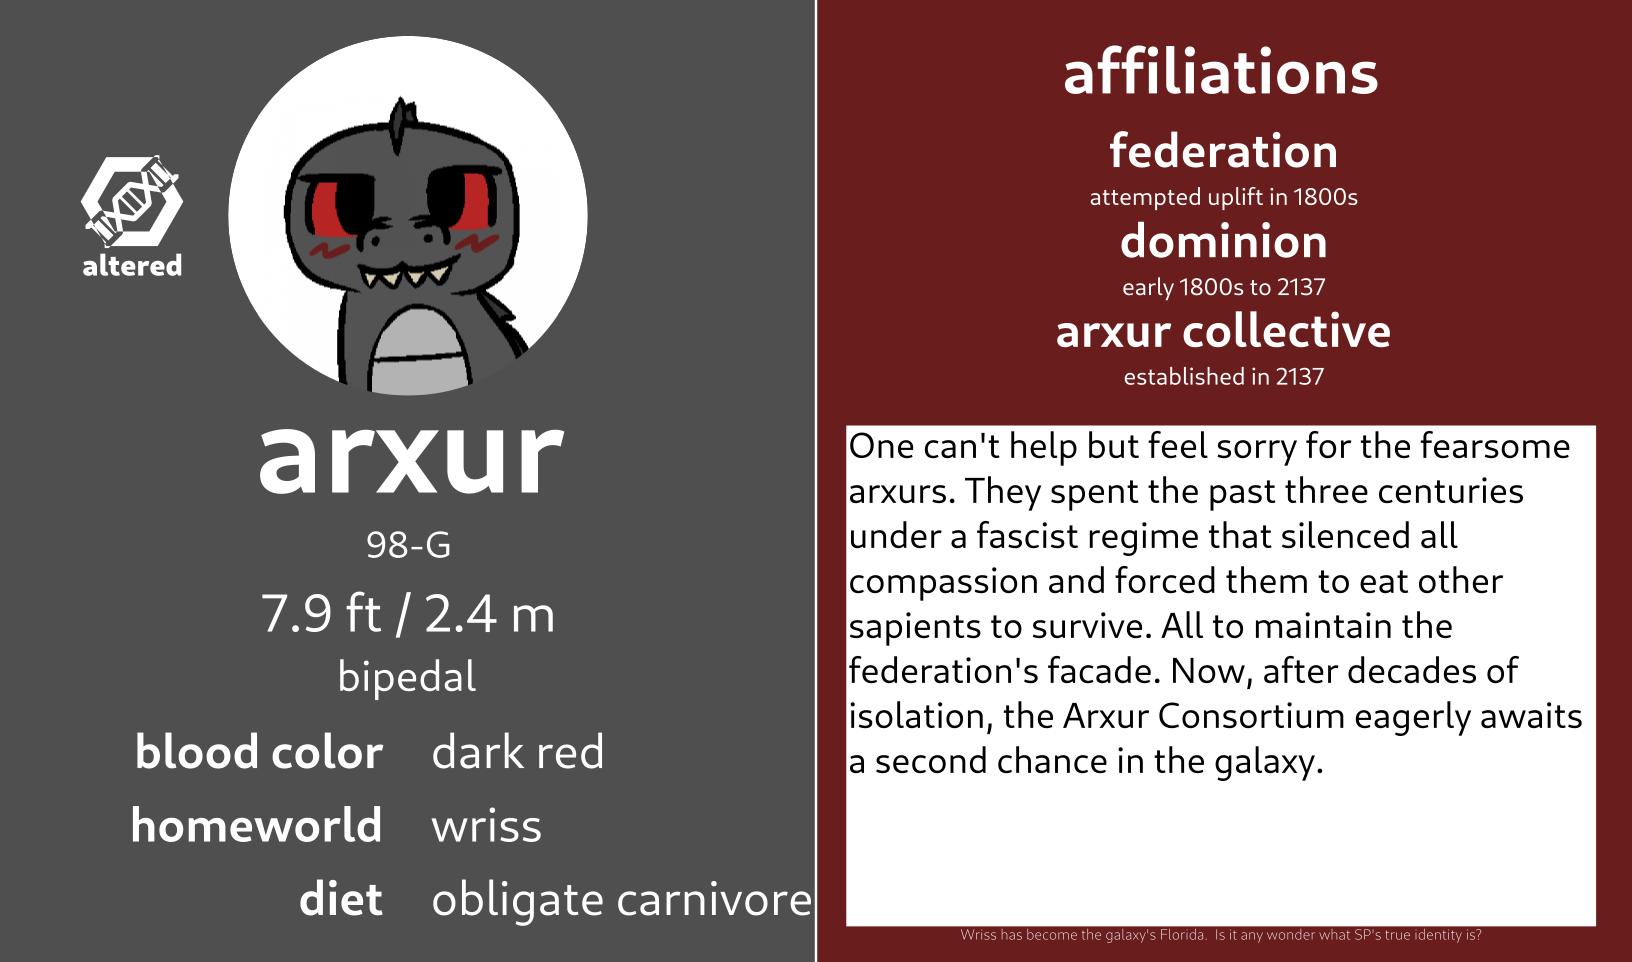 altered
arxur
98-G
7.9 ft / 2.4 m
bipedal
blood color dark red
homeworld wriss
diet obligate carnivore
affiliations
federation
attempted uplift in 1800s
dominion
early 1800s to 2137
arxur collective
established in 2137
One can't help but feel sorry for the fearsome
arxurs. They spent the past three centuries
under a fascist regime that silenced all
compassion and forced them to eat other
sapients to survive. All to maintain the
federation's facade. Now, after decades of
isolation, the Arxur Consortium eagerly awaits
a second chance in the galaxy.
Wriss has become the galaxy's Florida. Is it any wonder what SP's true identity is?